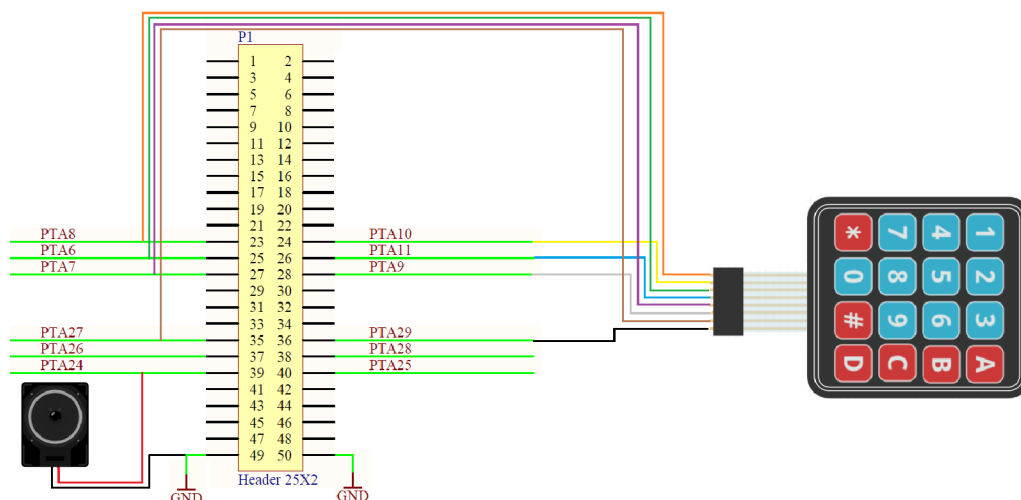 P1
1 2
3 4
5 6
7 8
9 10
11 12
13 14
15 16
17 18
19 20
21 22
PTA8 23 24 PTA10
PTA6 25 26 PTA11
PTA7 27 28 PTA9
29 30
31 32
33 34
PTA27 35 36 PTA29
PTA26 37 38 PTA28
PTA24 39 40 PTA25
41 42
43 44
45 46
47 48
49 50
Header 25X2
GND
GND
1 2 3 A
4 5 6 B
7 8 9 C
* 0 # D